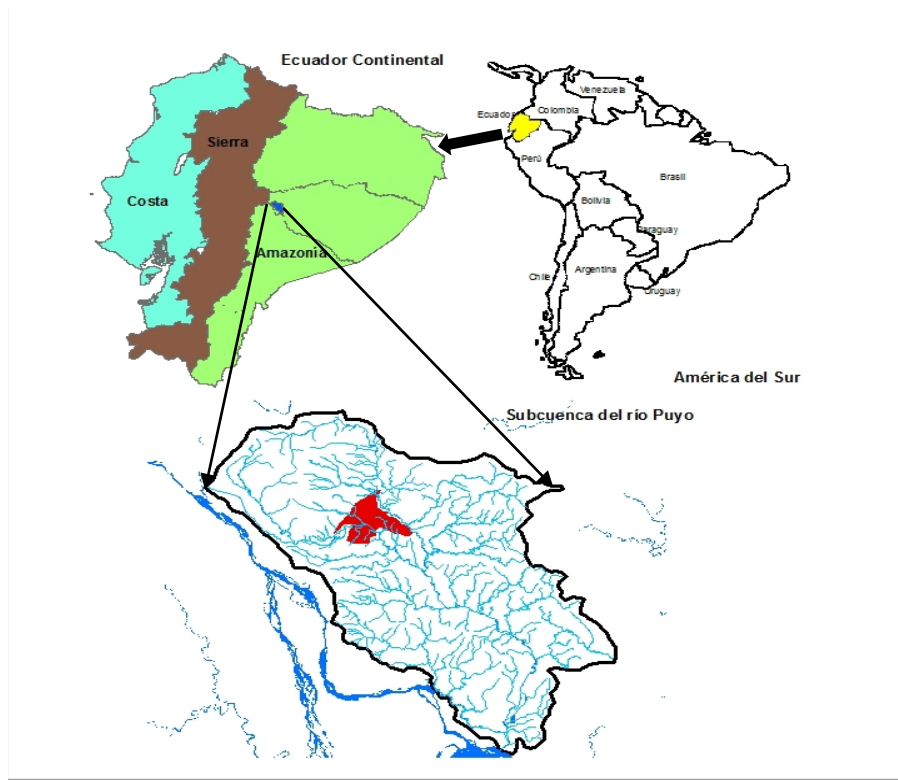 Ecuador Continental
Venezuela
Colombia
Ecuador
Sierra
Perú
Brasil
Costa
Bolivia
Paraguay
Amazonía
Argentina
Chile
Uruguay
América del Sur
Subcuenca del río Puyo